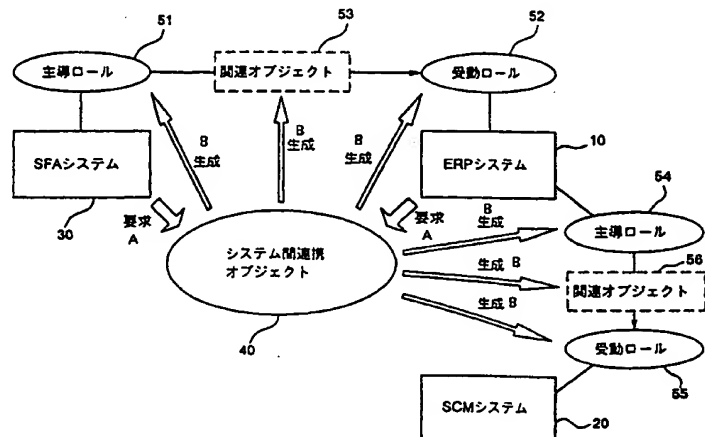 51
53
52
主導ロール
関連オブジェクト
受動ロール
B
生成
B
生成
B
生成
SFAシステム
ERPシステム
10
30
要求
A
要求
A
54
B
生成
主導ロール
56
システム間連携
オブジェクト
生成 B
関連オブジェクト
40
生成 B
受動ロール
55
SCMシステム
20